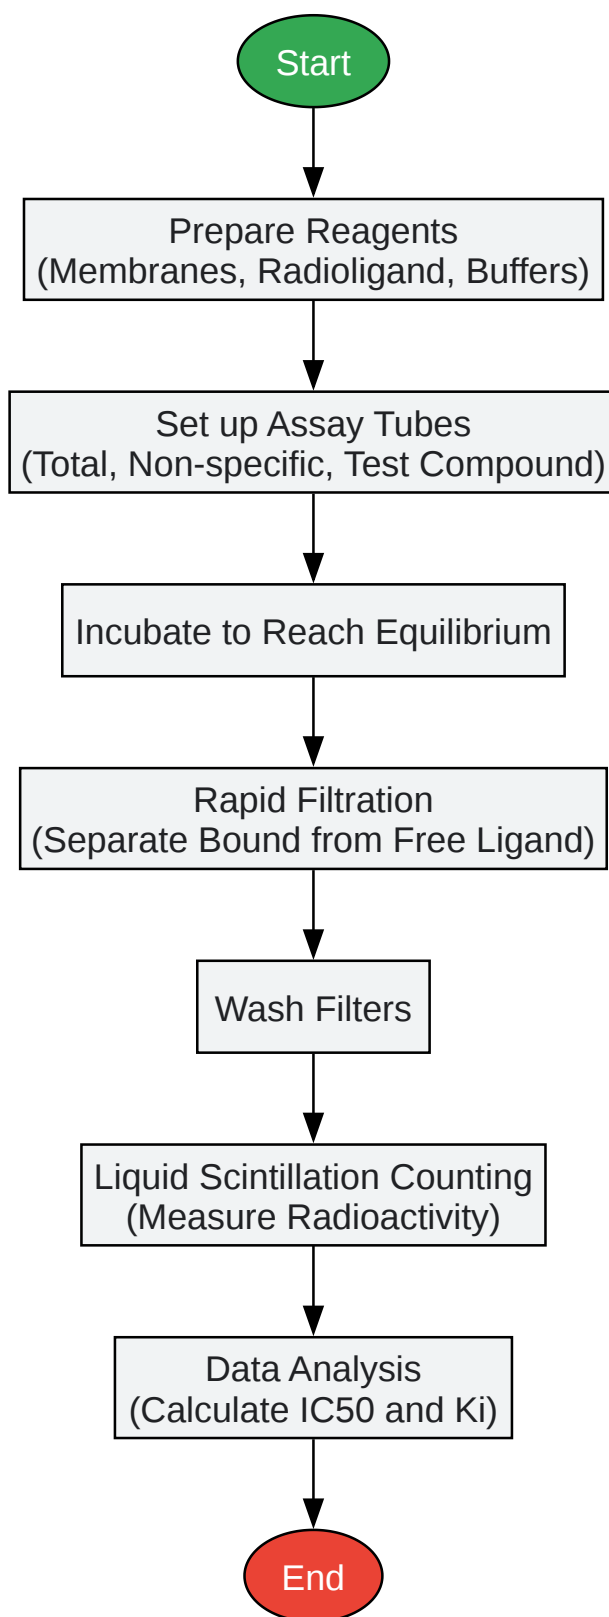 Start
Prepare Reagents
(Membranes, Radioligand, Buffers)
Set up Assay Tubes
(Total, Non-specific, Test Compound)
Incubate to Reach Equilibrium
Rapid Filtration
(Separate Bound from Free Ligand)
Wash Filters
Liquid Scintillation Counting
(Measure Radioactivity)
Data Analysis
(Calculate IC50 and Ki)
End